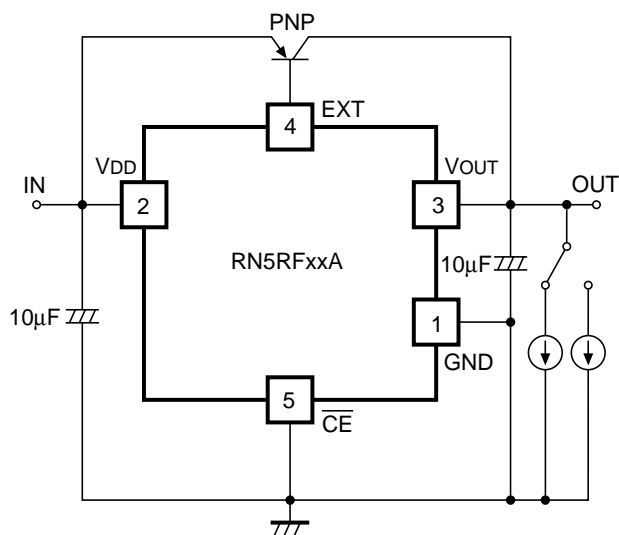 PNP
EXT
4
VDD
VOUT
IN
OUT
2
3
RN5RFxxA
10μF
10μF
1
GND
5
CE